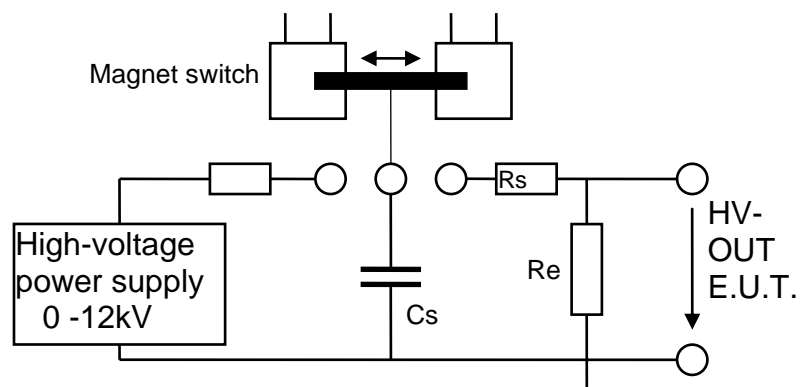 Magnet switch
Rs
High-voltage
power supply
0 -12kV
Cs
Re
HV-
OUT
E.U.T.